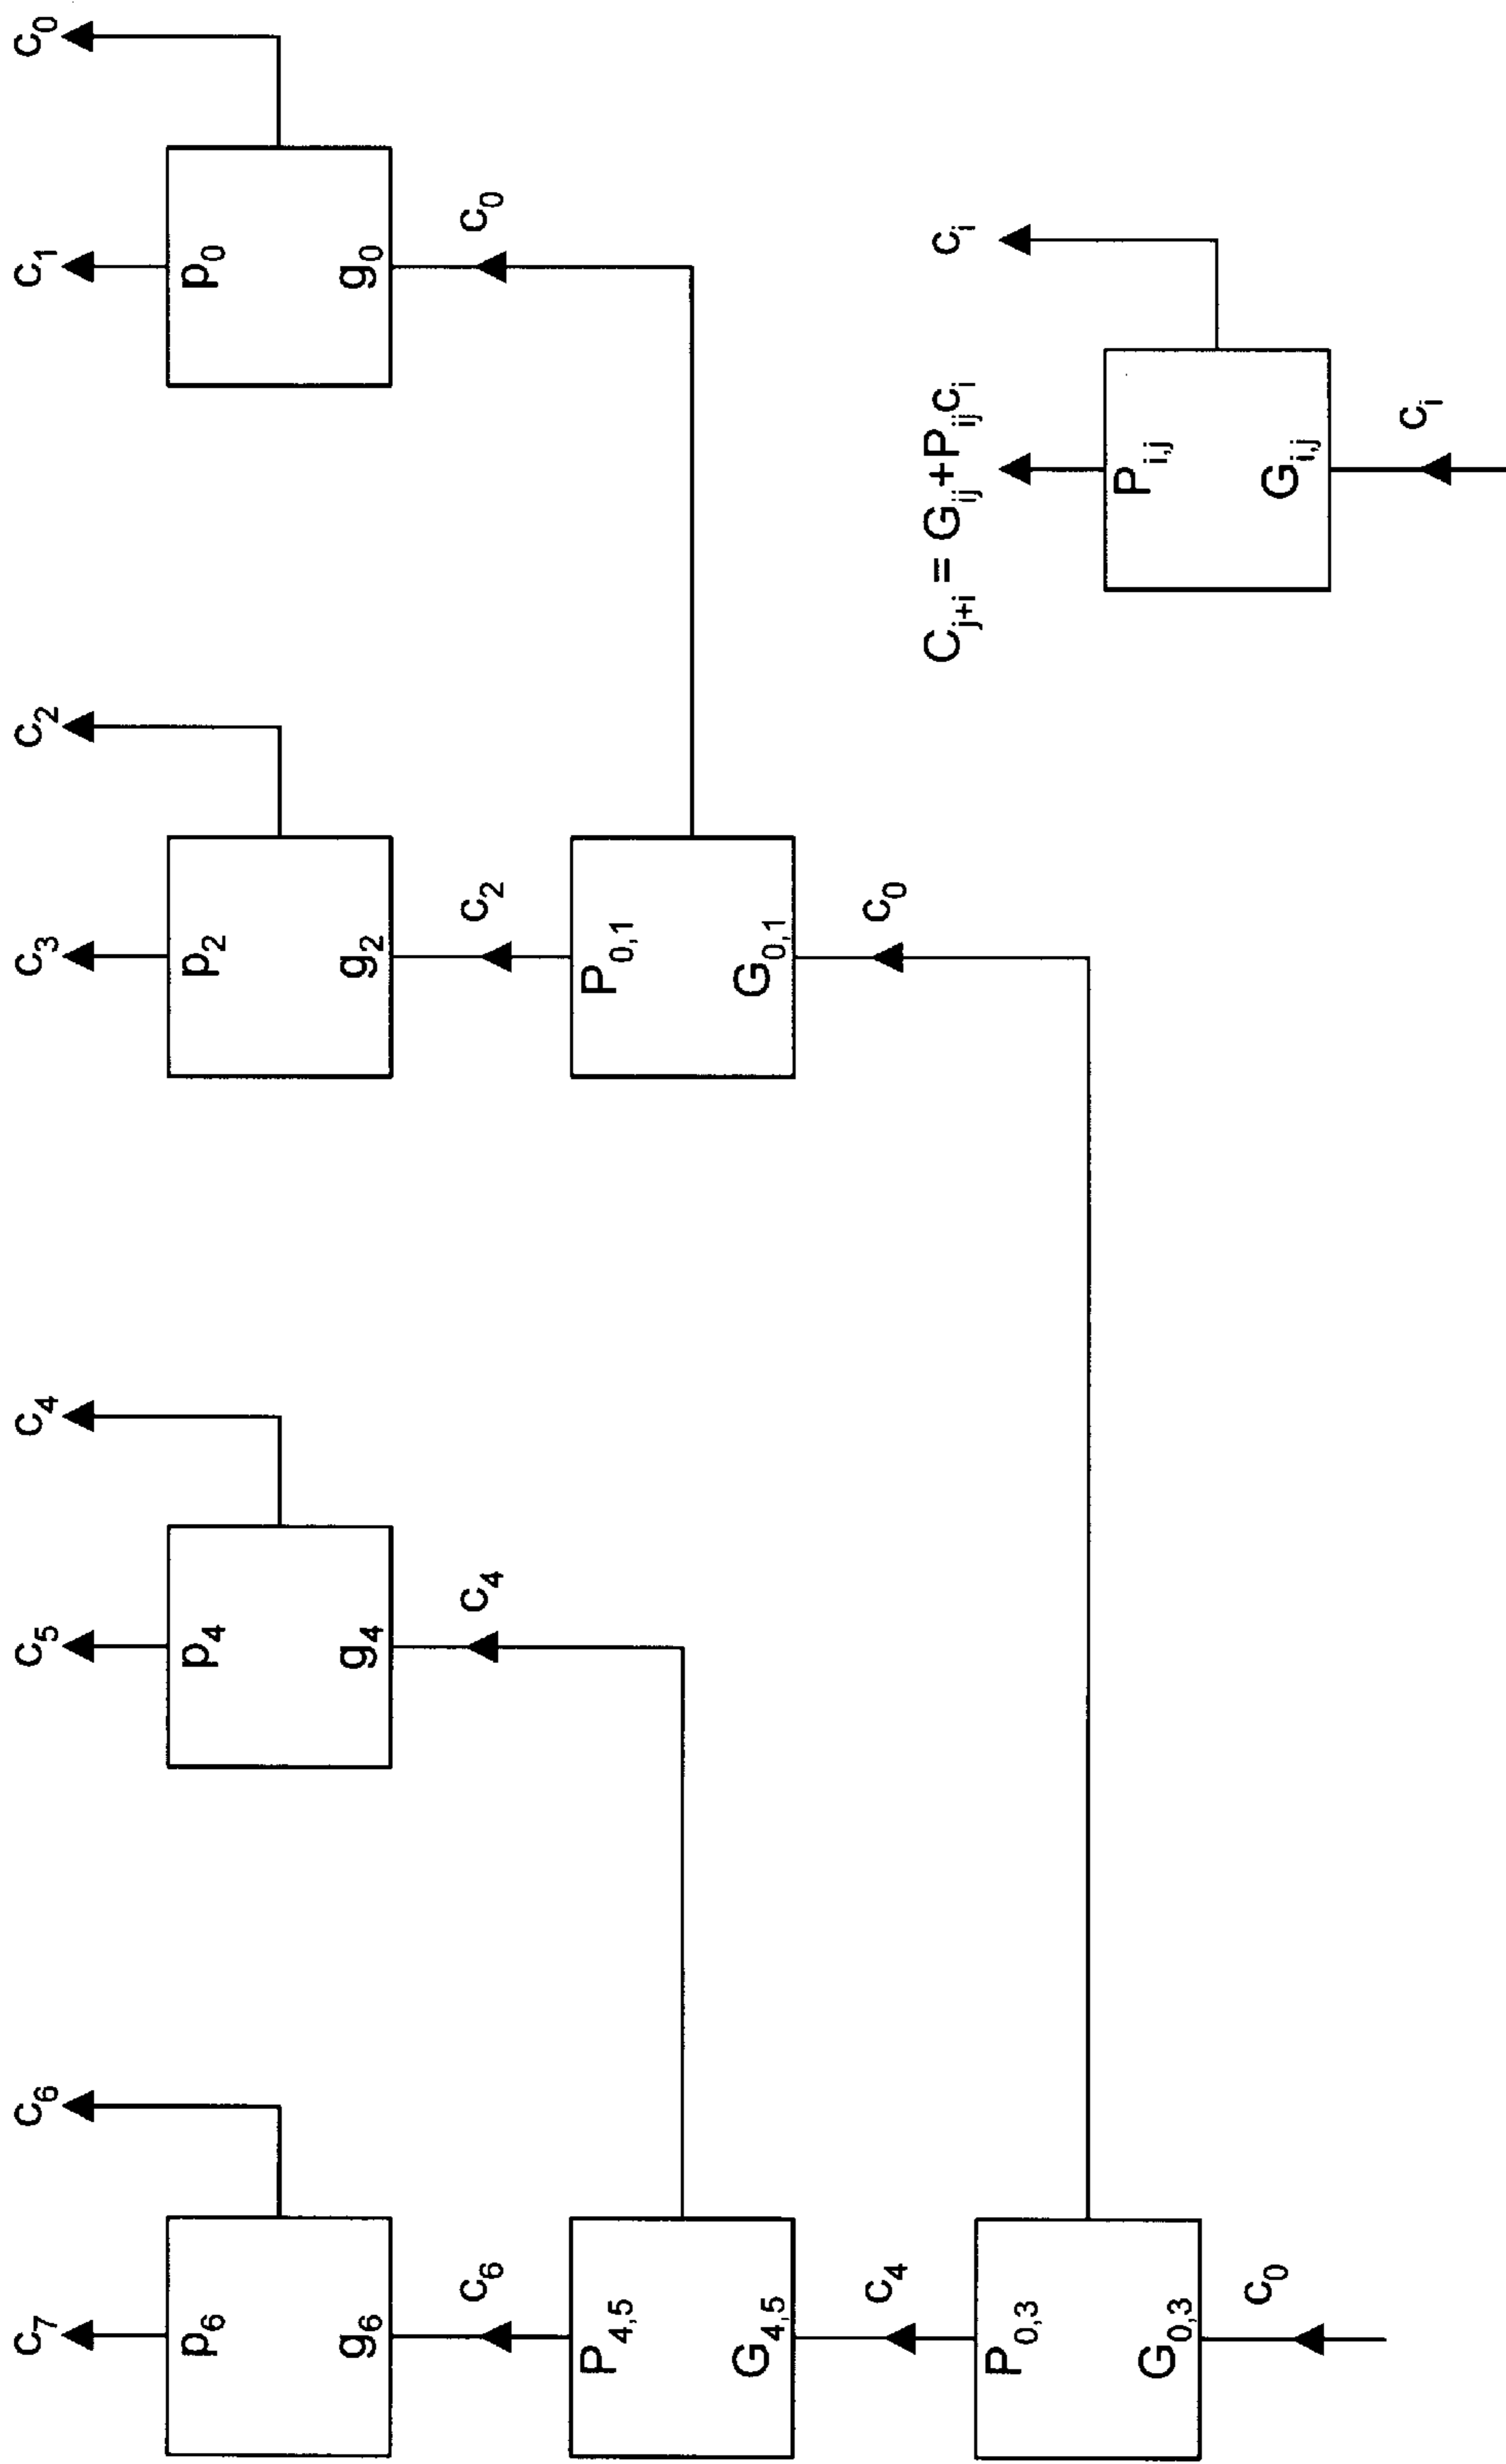 c₇ c₆ c₅ c₄ c₃ c₂ c₁ c₀
p₆ p₄ p₂ p₀
g₆ g₄ g₂ g₀
c₆ c₄ c₂ c₀
P4,5 P0,1
G4,5 G0,1
c₄ c₀
Cj+i = Gij+Pijci ci
P0,3 Pi,j
G0,3 Gi,j
c₀ ci